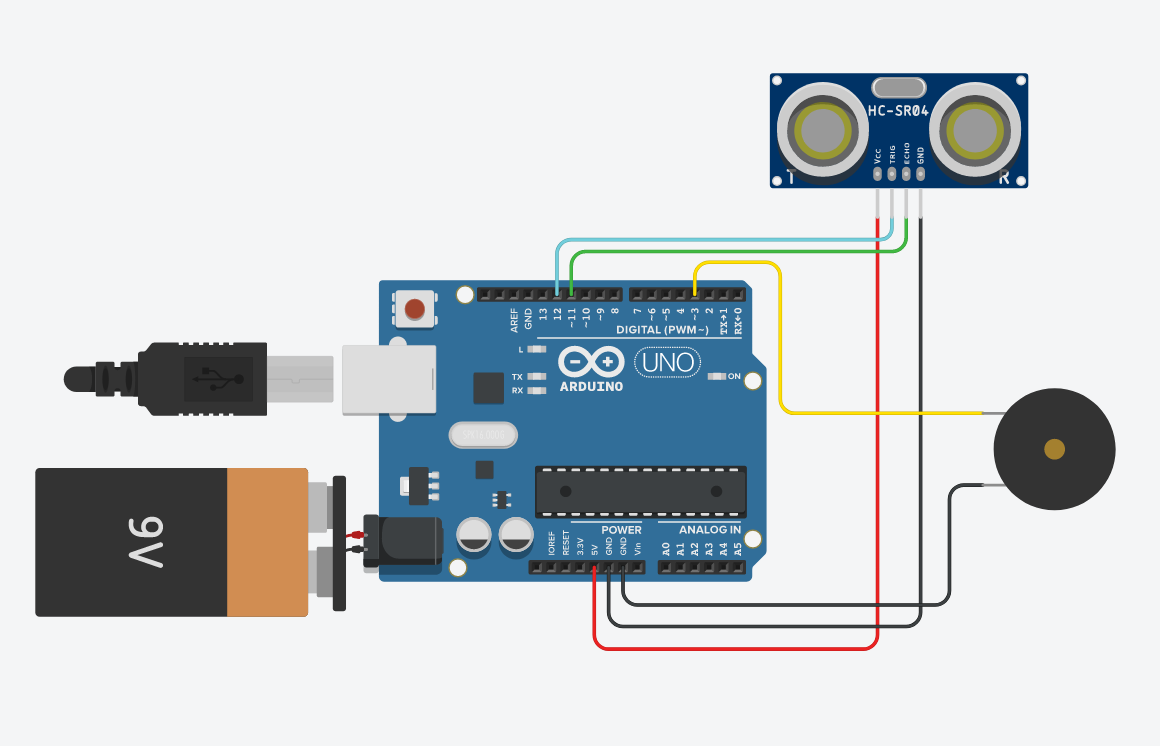 HC-SR04
VCC
TRIG
ECHO
GND
T
R
AREF
GND
13
12
~11
~10
~9
8
7
~6
~5
4
~3
2
TX→1
RX←0
DIGITAL (PWM~)
L
TX
RX
ARDUINO
UNO
ON
9V
POWER
ANALOG IN
IOREF
RESET
3.3V
5V
GND
GND
Vin
A0
A1
A2
A3
A4
A5